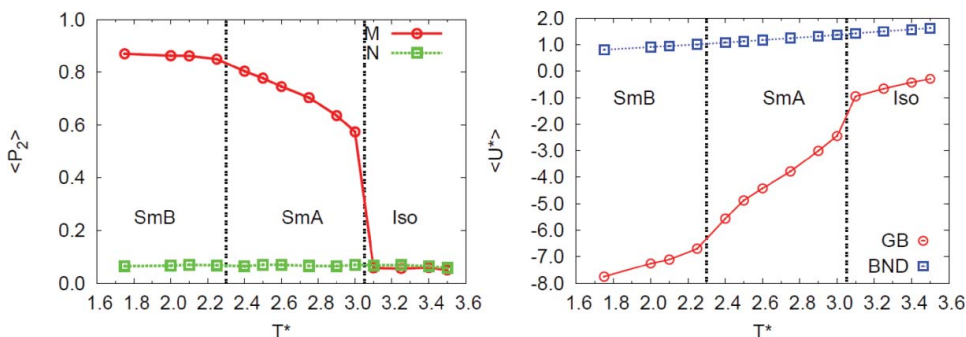 1.0
0.8
0.6
0.4
0.2
0.0
<P2>
M
N
SmB
SmA
Iso
1.6 1.8 2.0 2.2 2.4 2.6 2.8 3.0 3.2 3.4 3.6
T*
2.0
1.0
0.0
-1.0
-2.0
-3.0
-4.0
-5.0
-6.0
-7.0
-8.0
<U*>
SmB
SmA
Iso
GB
BND
1.6 1.8 2.0 2.2 2.4 2.6 2.8 3.0 3.2 3.4 3.6
T*